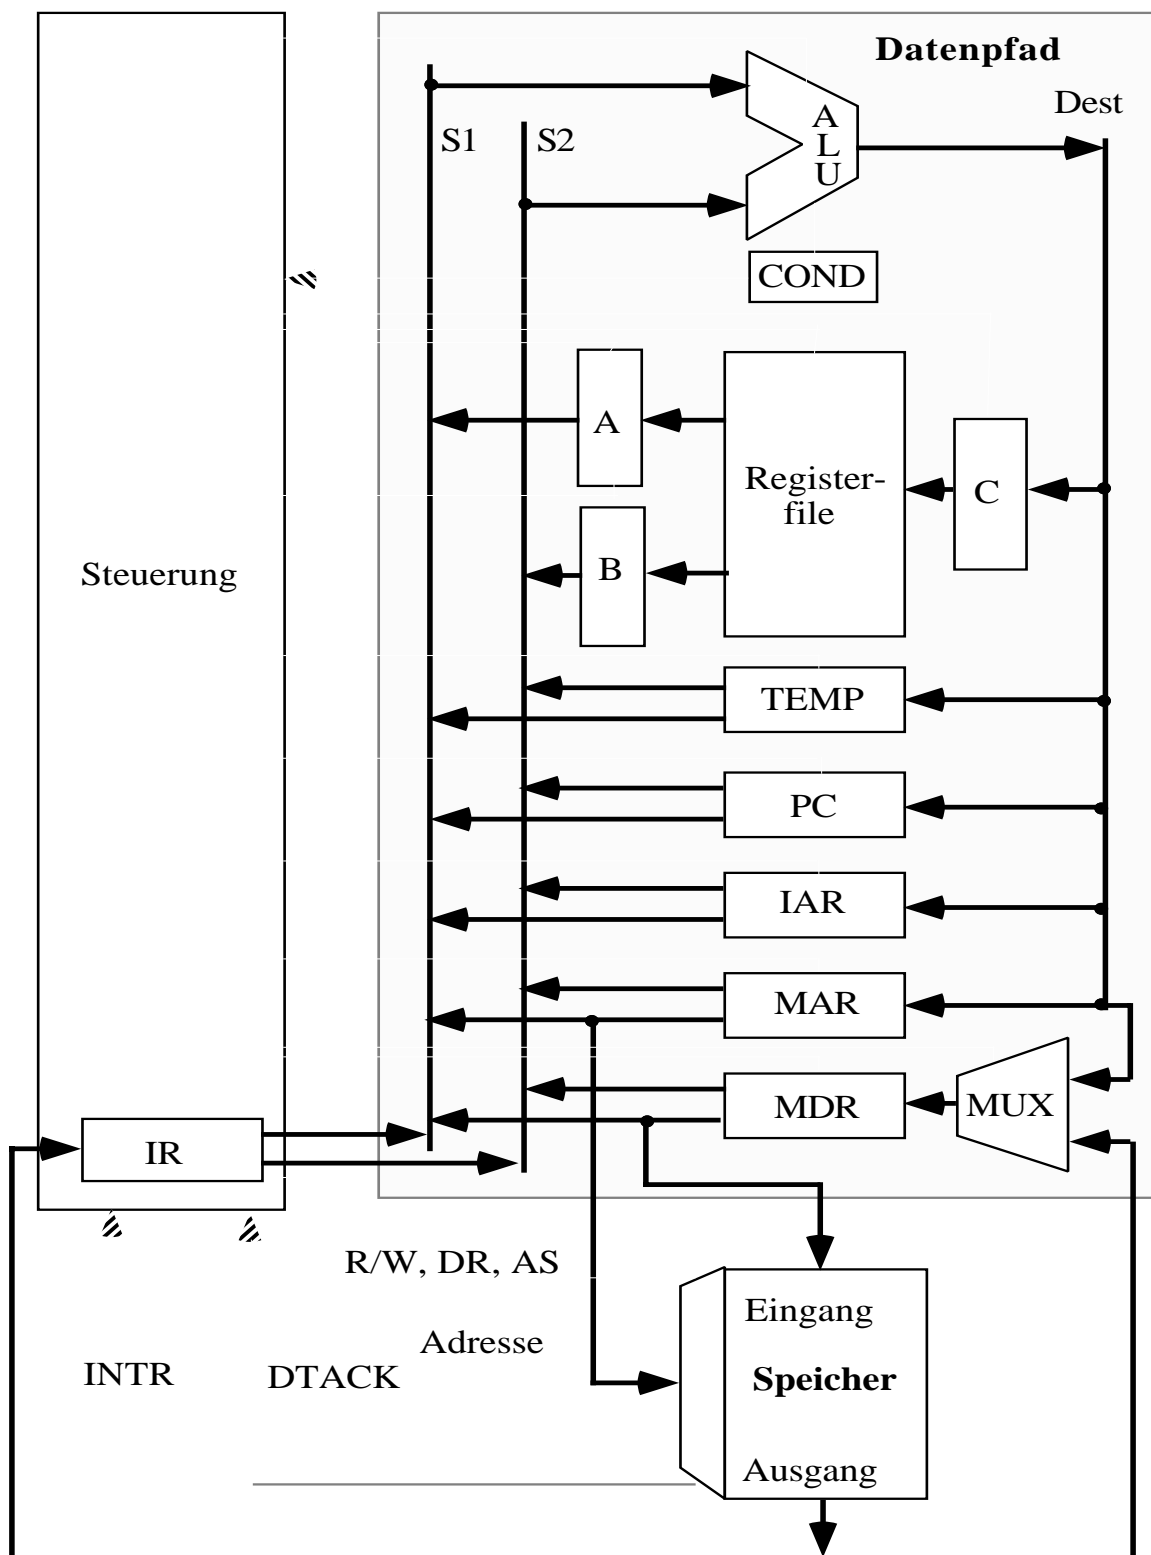 Datenpfad
Dest
S1
S2
A
L
U
COND
A
Register-
file
C
B
Steuerung
TEMP
PC
IAR
MAR
MDR
MUX
IR
R/W, DR, AS
Eingang
Adresse
INTR
DTACK
Speicher
Ausgang